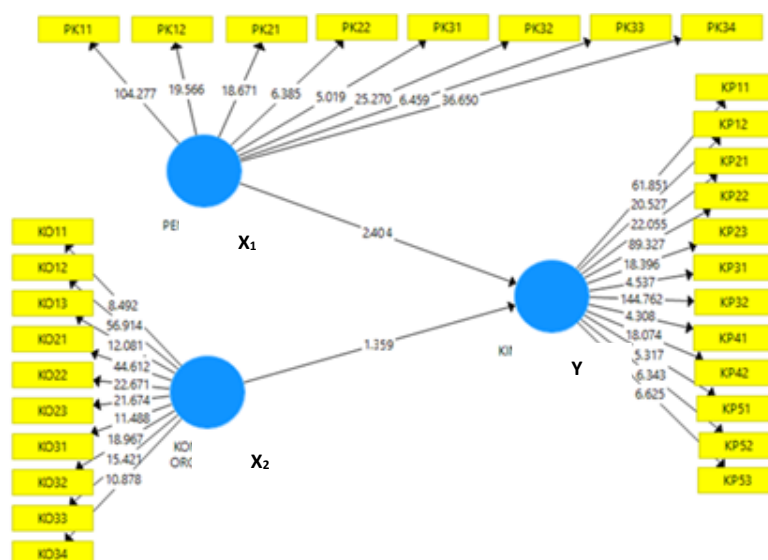 PK11 PK12 PK21 PK22 PK31 PK32 PK33 PK34
104.277 19.566 18.671 6.385 5.019 25.270 6.459 36.650
PEI
X1
2.404
KO11
KO12
KO13
KO21
KO22
KO23
KO31
KO32
KO33
KO34
8.492
56.914
12.081
44.612
22.671
21.674
11.488
18.967
15.421
10.878
KOI
ORG
X2
1.359
KII
Y
61.851
20.527
22.055
89.327
18.396
4.537
144.762
4.308
18.074
5.317
6.343
6.625
KP11
KP12
KP21
KP22
KP23
KP31
KP32
KP41
KP42
KP51
KP52
KP53